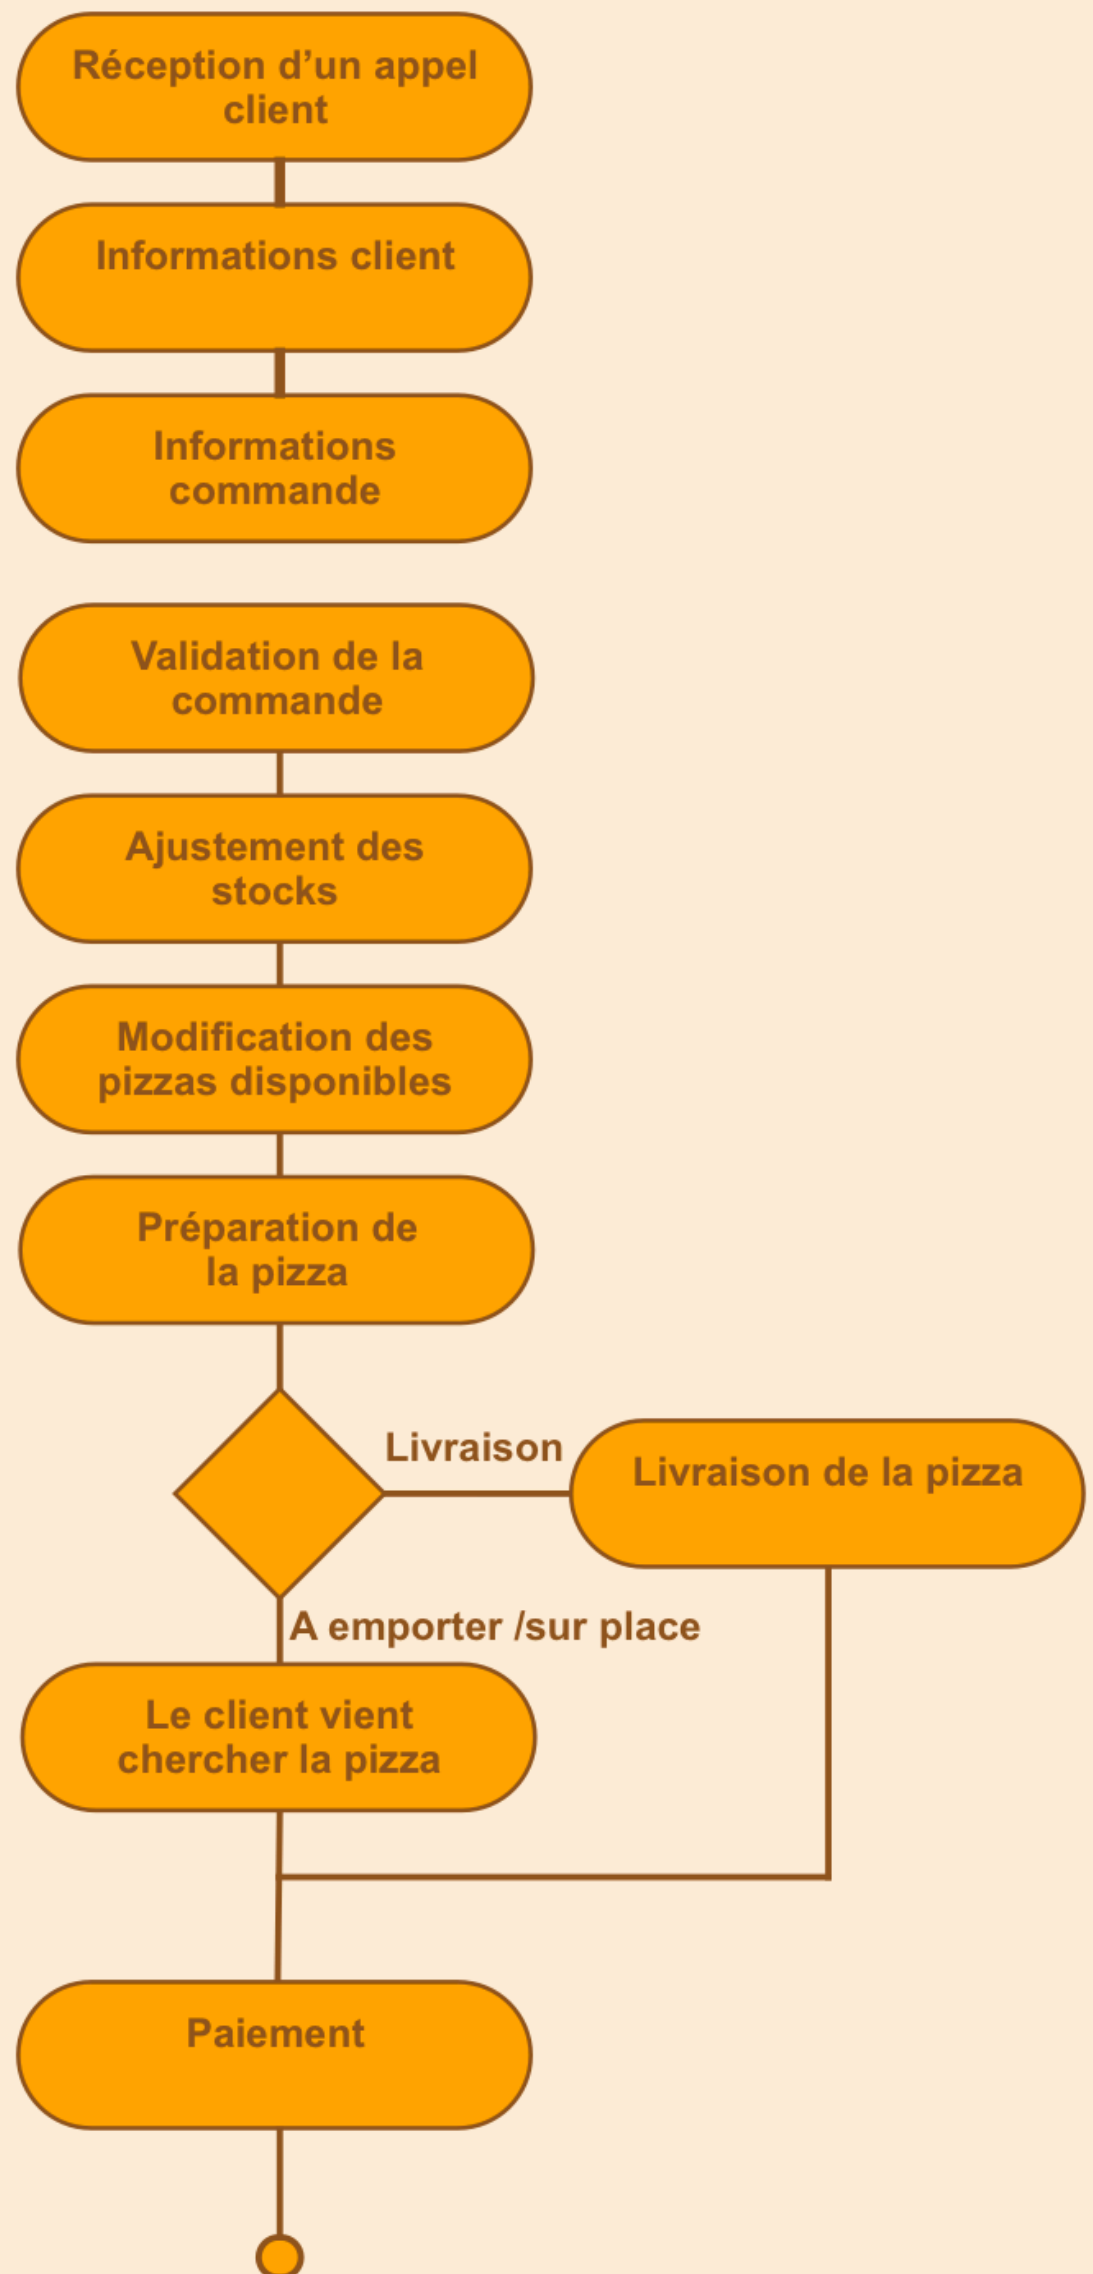 Réception d’un appel
client
Informations client
Informations
commande
Validation de la
commande
Ajustement des
stocks
Modification des
pizzas disponibles
Préparation de
la pizza
Livraison
Livraison de la pizza
A emporter /sur place
Le client vient
chercher la pizza
Paiement